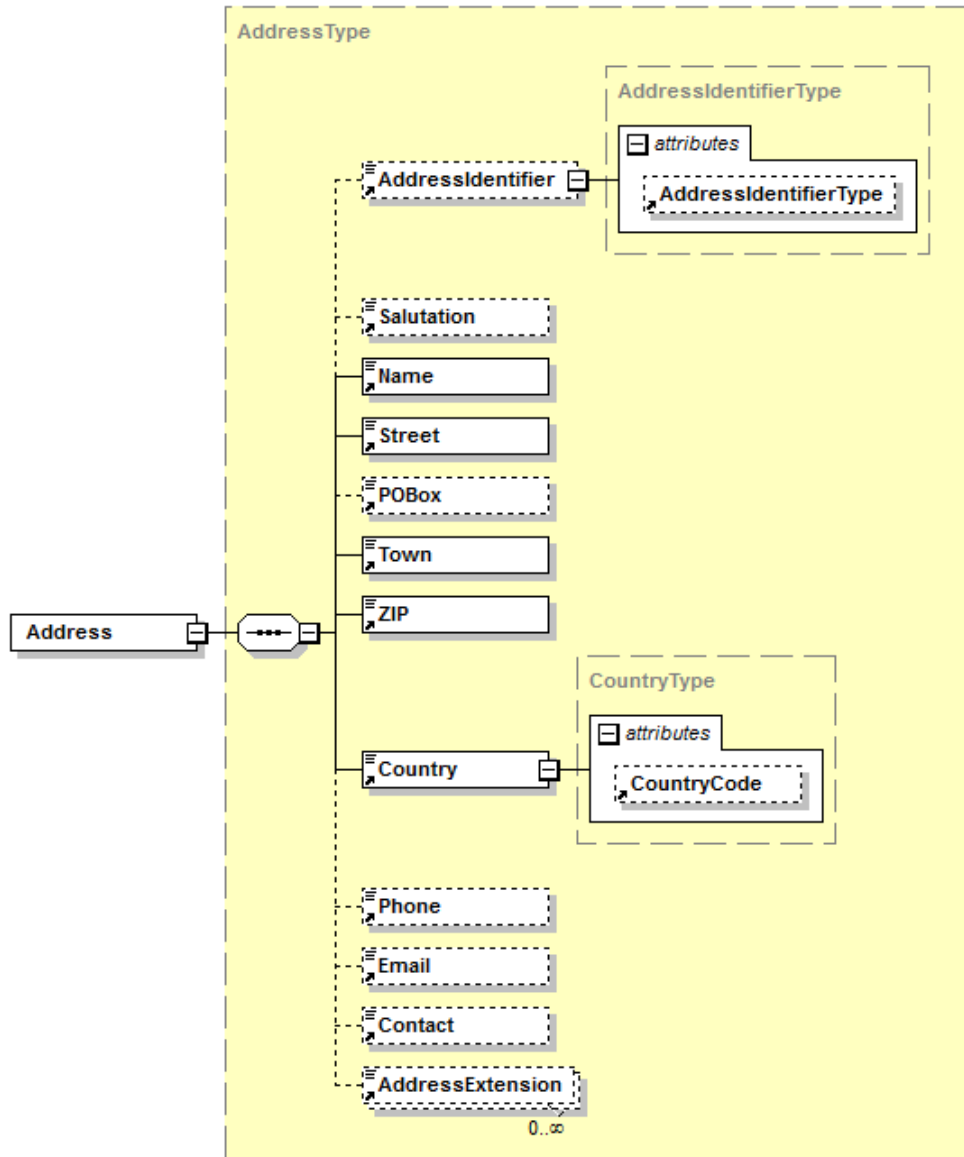 AddressType
AddressIdentifierType
attributes
AddressIdentifier
AddressIdentifierType
Salutation
Name
Street
POBox
Town
ZIP
Address
CountryType
attributes
Country
CountryCode
Phone
Email
Contact
AddressExtension
0..∞